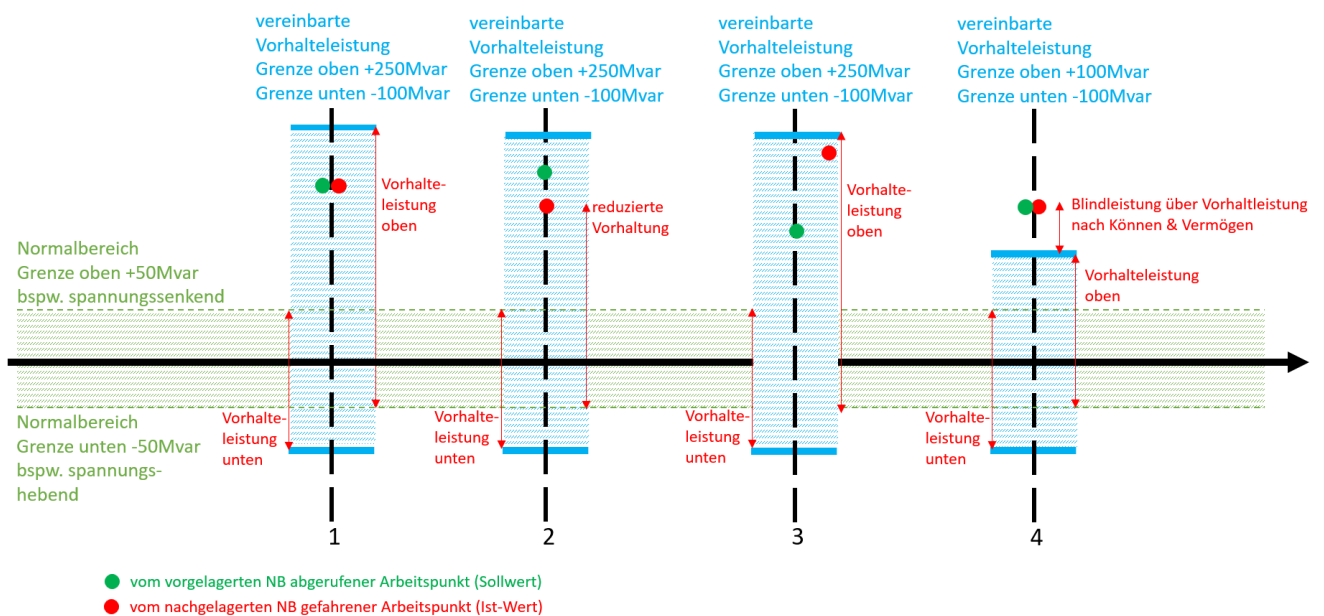 vereinbarte
Vorhalteleistung
Grenze oben +250Mvar
Grenze unten -100Mvar
vereinbarte
Vorhalteleistung
Grenze oben +250Mvar
Grenze unten -100Mvar
vereinbarte
Vorhalteleistung
Grenze oben +250Mvar
Grenze unten -100Mvar
vereinbarte
Vorhalteleistung
Grenze oben +100Mvar
Grenze unten -100Mvar
Vorhalte-
leistung
oben
reduzierte
Vorhaltung
Vorhalte-
leistung
oben
Blindleistung über Vorhaltleistung
nach Können & Vermögen
Vorhalteleistung
oben
Normalbereich
Grenze oben +50Mvar
bspw. spannungssenkend
Normalbereich
Grenze unten -50Mvar
bspw. spannungs-
hebend
Vorhalte-
leistung
unten
Vorhalte-
leistung
unten
Vorhalte-
leistung
unten
Vorhalte-
leistung
unten
1
2
3
4
vom vorgelagerten NB abgerufener Arbeitspunkt (Sollwert)
vom nachgelagerten NB gefahrener Arbeitspunkt (Ist-Wert)